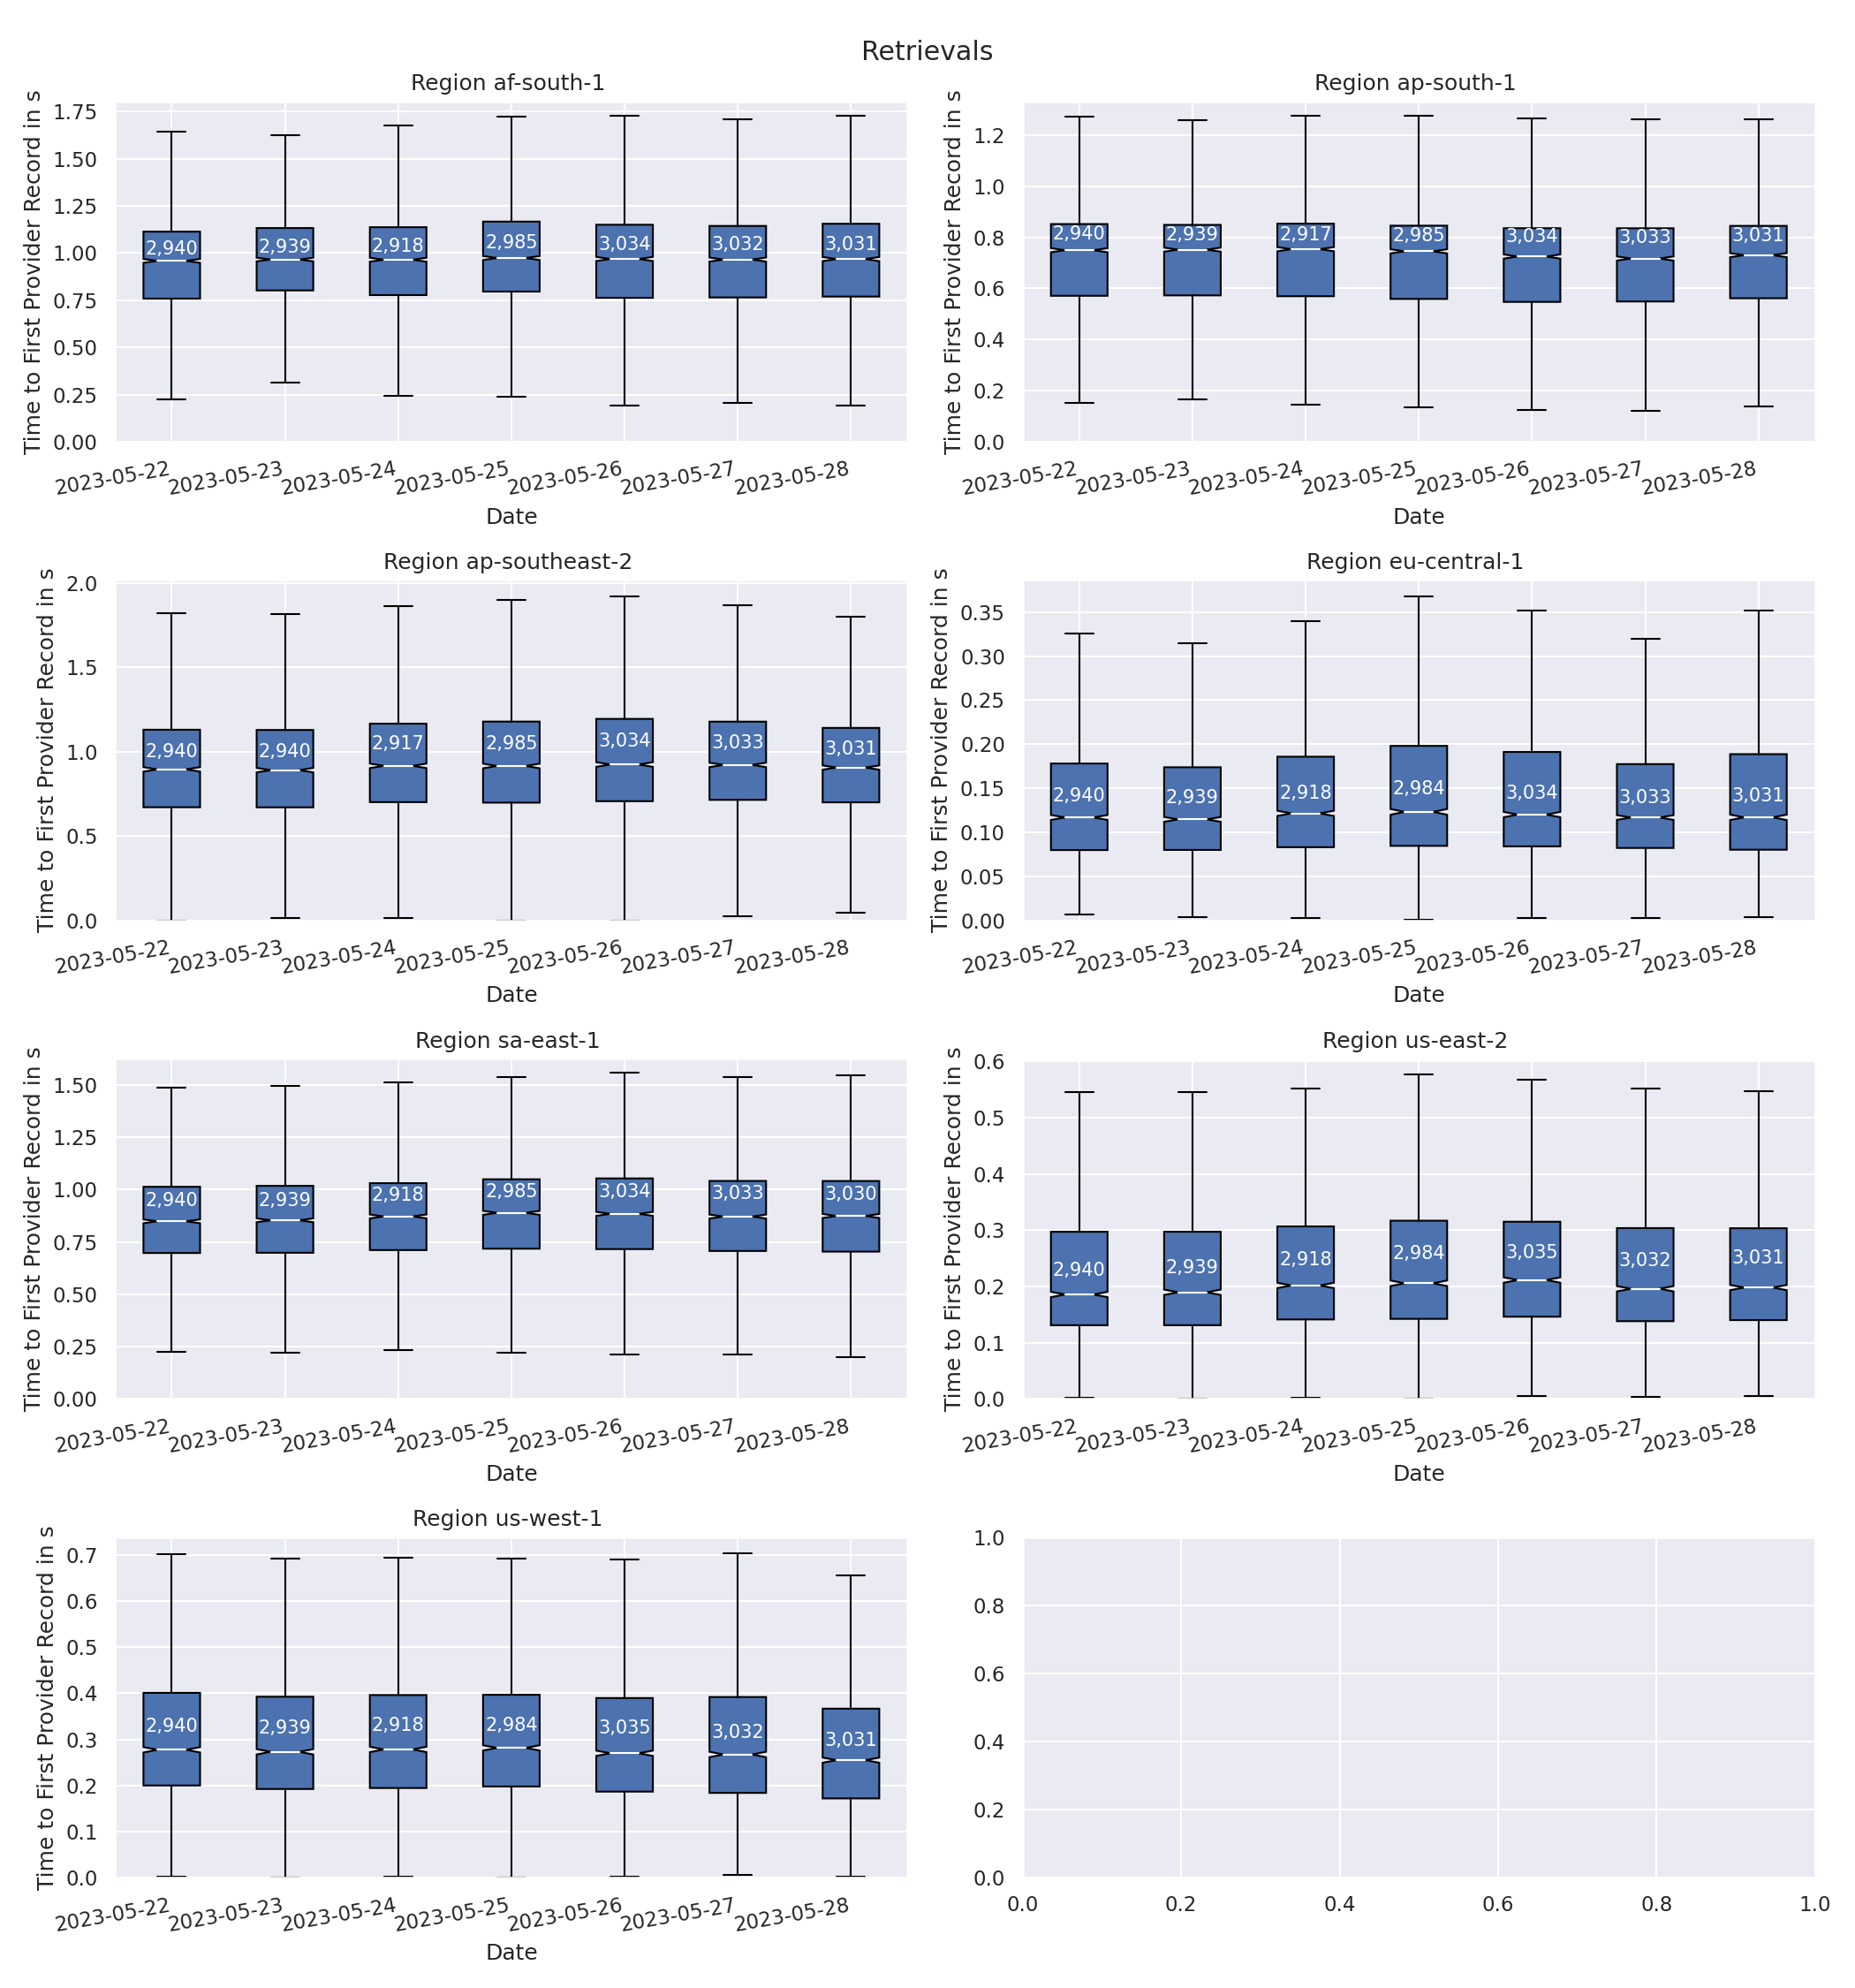 Retrievals
Region af-south-1
Time to First Provider Record in s
1.75
1.50
1.25
1.00
0.75
0.50
0.25
0.00
2,940 2,939 2,918 2,985 3,034 3,032 3,031
2023-05-22 2023-05-23 2023-05-24 2023-05-25 2023-05-26 2023-05-27 2023-05-28
Date
Region ap-south-1
Time to First Provider Record in s
1.2
1.0
0.8
0.6
0.4
0.2
0.0
2,940 2,939 2,917 2,985 3,034 3,033 3,031
2023-05-22 2023-05-23 2023-05-24 2023-05-25 2023-05-26 2023-05-27 2023-05-28
Date
Region ap-southeast-2
Time to First Provider Record in s
2.0
1.5
1.0
0.5
0.0
2,940 2,940 2,917 2,985 3,034 3,033 3,031
2023-05-22 2023-05-23 2023-05-24 2023-05-25 2023-05-26 2023-05-27 2023-05-28
Date
Region eu-central-1
Time to First Provider Record in s
0.35
0.30
0.25
0.20
0.15
0.10
0.05
0.00
2,940 2,939 2,918 2,984 3,034 3,033 3,031
2023-05-22 2023-05-23 2023-05-24 2023-05-25 2023-05-26 2023-05-27 2023-05-28
Date
Region sa-east-1
Time to First Provider Record in s
1.50
1.25
1.00
0.75
0.50
0.25
0.00
2,940 2,939 2,918 2,985 3,034 3,033 3,030
2023-05-22 2023-05-23 2023-05-24 2023-05-25 2023-05-26 2023-05-27 2023-05-28
Date
Region us-east-2
Time to First Provider Record in s
0.6
0.5
0.4
0.3
0.2
0.1
0.0
2,940 2,939 2,918 2,984 3,035 3,032 3,031
2023-05-22 2023-05-23 2023-05-24 2023-05-25 2023-05-26 2023-05-27 2023-05-28
Date
Region us-west-1
Time to First Provider Record in s
0.7
0.6
0.5
0.4
0.3
0.2
0.1
0.0
2,940 2,939 2,918 2,984 3,035 3,032 3,031
2023-05-22 2023-05-23 2023-05-24 2023-05-25 2023-05-26 2023-05-27 2023-05-28
Date
1.0
0.8
0.6
0.4
0.2
0.0
0.0 0.2 0.4 0.6 0.8 1.0